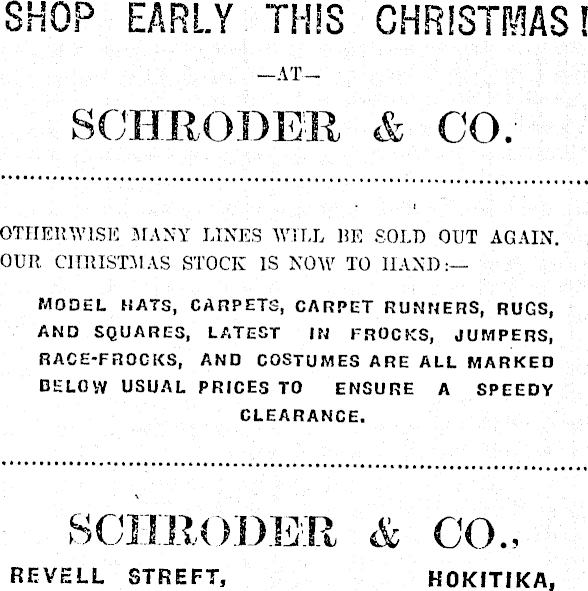 SHOP EARLY THIS CHRISTMAS!
—AT—
SCHRODER & CO.
OTHERWISE MANY LINES WILL BE SOLD OUT AGAIN.
OUR CHRISTMAS STOCK IS NOW TO HAND:—
MODEL HATS, CARPETS, CARPET RUNNERS, RUGS,
AND SQUARES, LATEST IN FROCKS, JUMPERS,
RACE-FROCKS, AND COSTUMES ARE ALL MARKED
BELOW USUAL PRICES TO ENSURE A SPEEDY
CLEARANCE.
SCHRODER & CO.,
REVELL STREET, HOKITIKA,